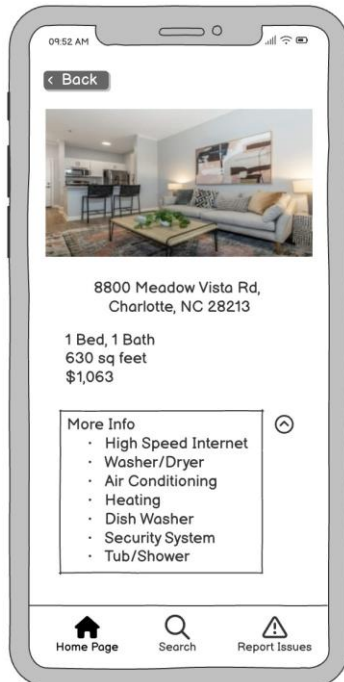 09:52 AM
< Back
8800 Meadow Vista Rd,
Charlotte, NC 28213
1 Bed, 1 Bath
630 sq feet
$1,063
More Info
· High Speed Internet
· Washer/Dryer
· Air Conditioning
· Heating
· Dish Washer
· Security System
· Tub/Shower
Home Page Search Report Issues